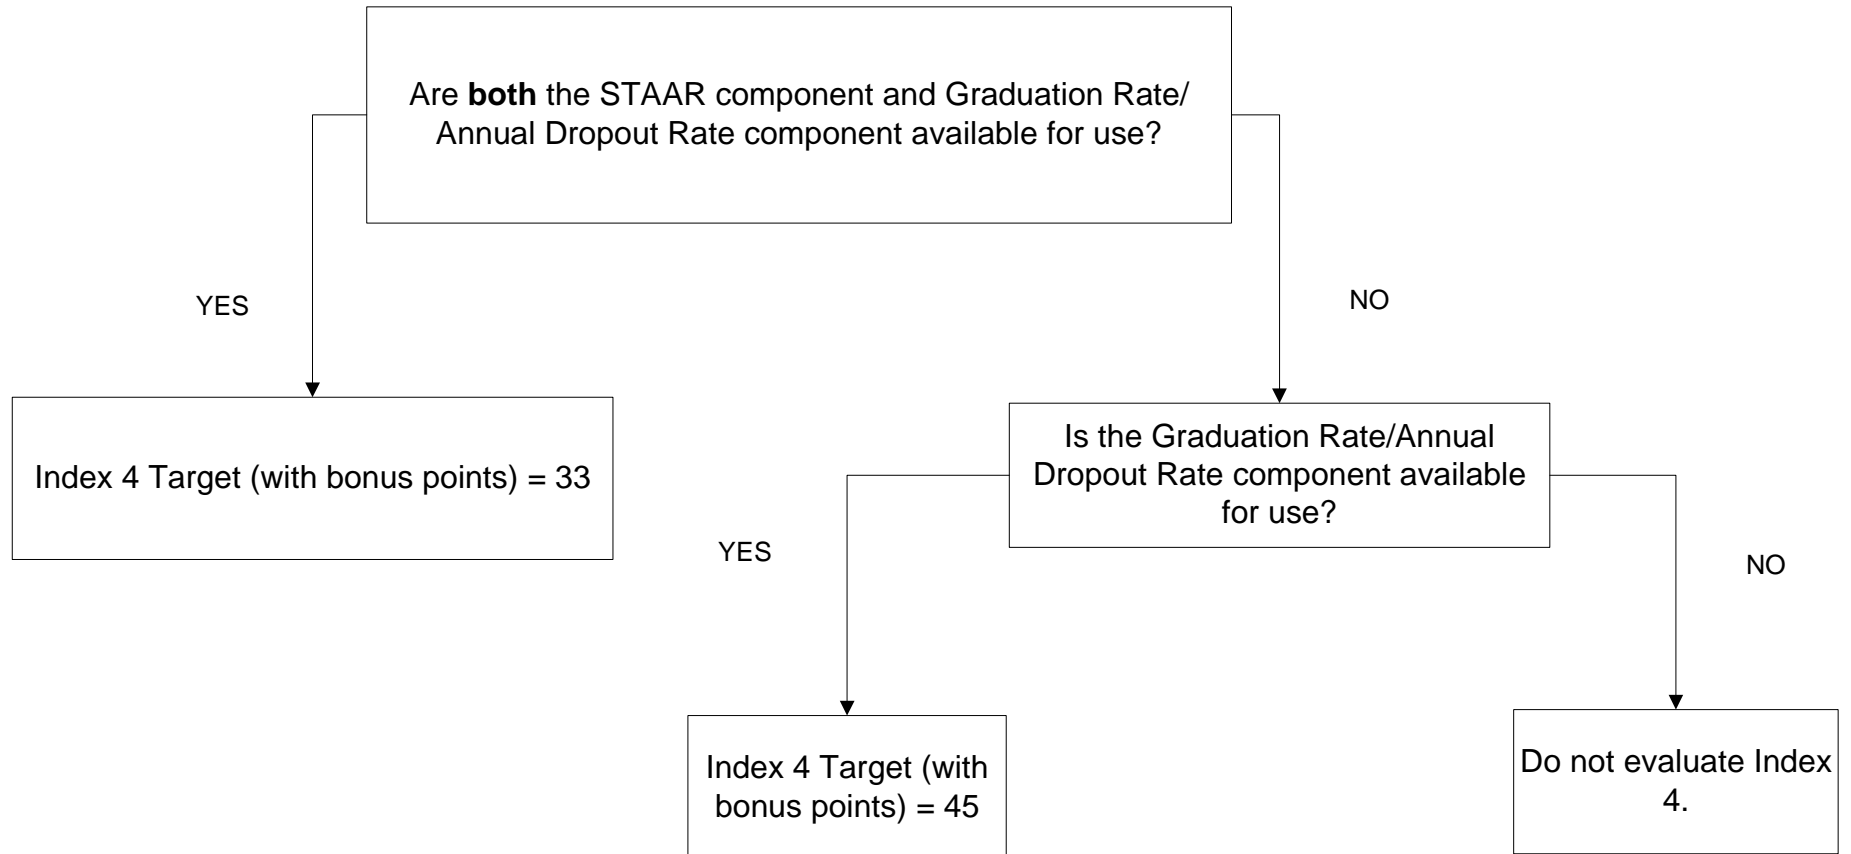 Are both the STAAR component and Graduation Rate/
Annual Dropout Rate component available for use?
YES
NO
Index 4 Target (with bonus points) = 33
Is the Graduation Rate/Annual
Dropout Rate component available
for use?
YES
NO
Index 4 Target (with
bonus points) = 45
Do not evaluate Index
4.